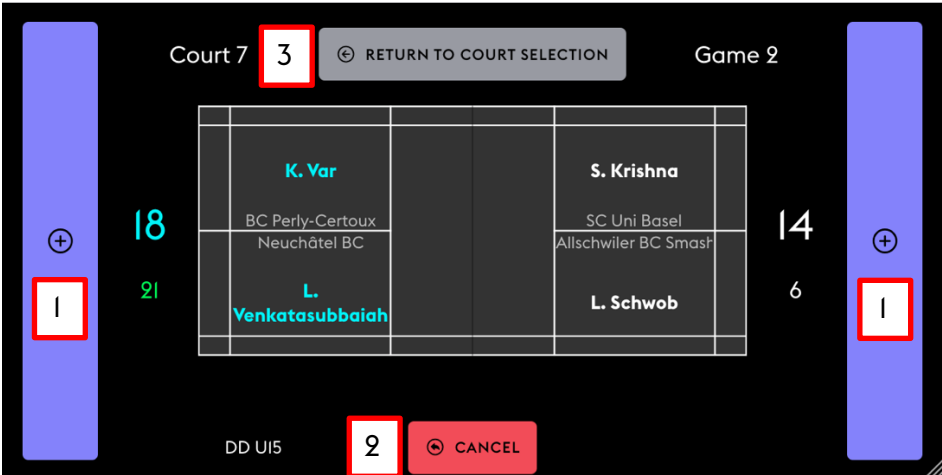 Court 7
3
RETURN TO COURT SELECTION
Game 2
K. Var
S. Krishna
18
BC Perly-Certoux
SC Uni Basel
14
Neuchâtel BC
Allschwiler BC Smash
1
21
L.
Venkatasubbaiah
L. Schwob
6
1
DD U15
2
CANCEL